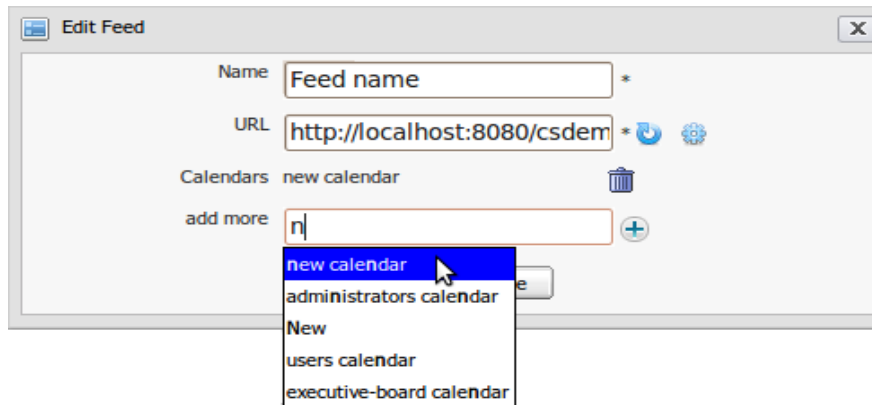 Edit Feed
Name Feed name *
URL http://localhost:8080/csdem *
Calendars new calendar
add more n
new calendar
administrators calendar
New
users calendar
executive-board calendar